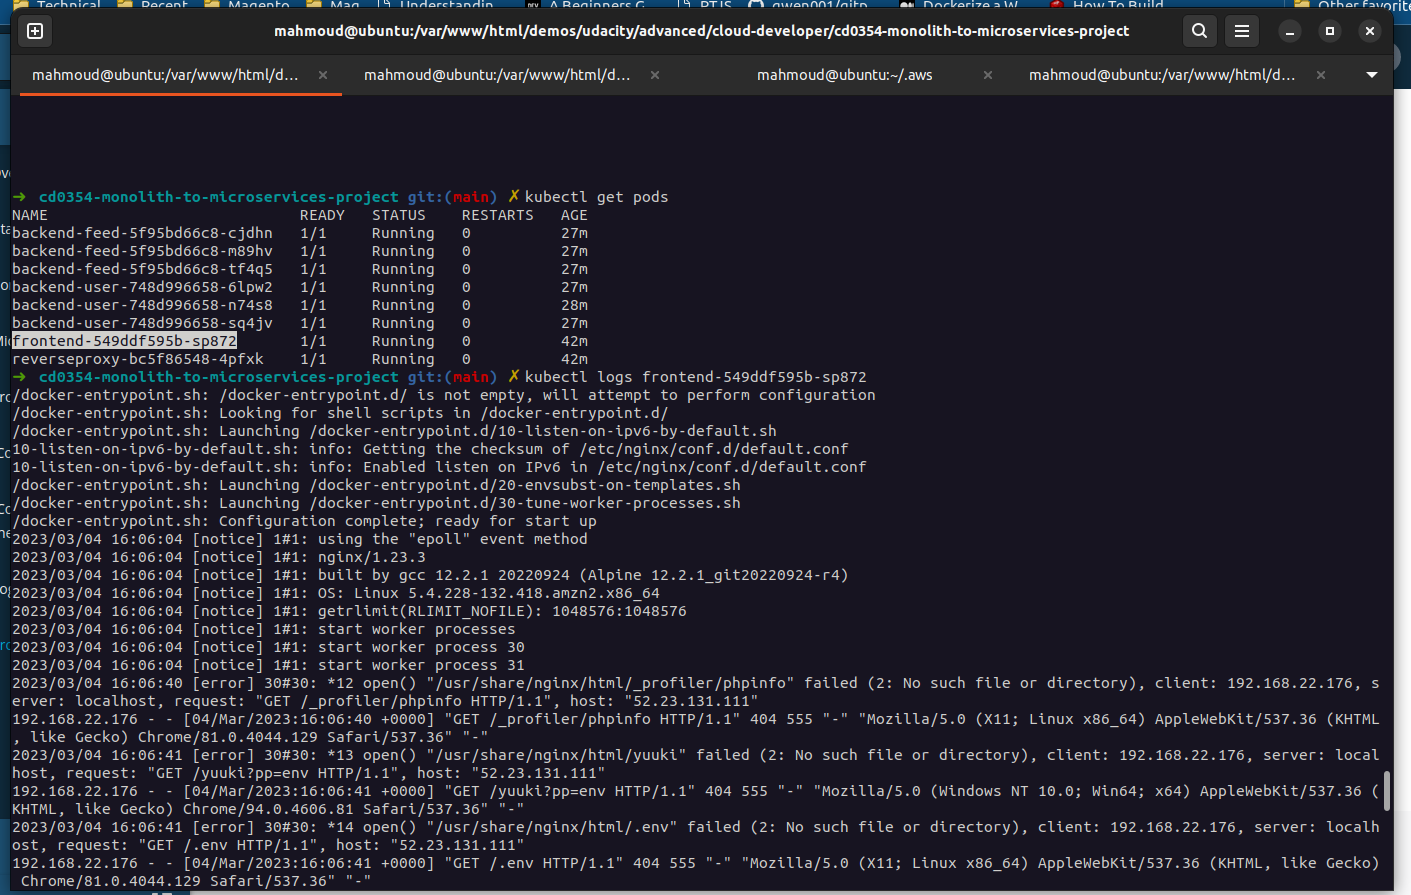 Technical
Recent
Magento
Mag
Understandin
A Beginners G
RTJS
qwen001/gitp
Dockerize a W
How To Build
Other favorite
mahmoud@ubuntu:/var/www/html/demos/udacity/advanced/cloud-developer/cd0354-monolith-to-microservices-project
mahmoud@ubuntu:/var/www/html/d... × mahmoud@ubuntu:/var/www/html/d... × mahmoud@ubuntu:~/.aws × mahmoud@ubuntu:/var/www/html/d... ×
➜ cd0354-monolith-to-microservices-project git:(main) ✗ kubectl get pods
NAME READY STATUS RESTARTS AGE
backend-feed-5f95bd66c8-cjdhn 1/1 Running 0 27m
backend-feed-5f95bd66c8-m89hv 1/1 Running 0 27m
backend-feed-5f95bd66c8-tf4q5 1/1 Running 0 27m
backend-user-748d996658-6lpw2 1/1 Running 0 27m
backend-user-748d996658-n74s8 1/1 Running 0 28m
backend-user-748d996658-sq4jv 1/1 Running 0 27m
frontend-549ddf595b-sp872 1/1 Running 0 42m
reverseproxy-bc5f86548-4pfxk 1/1 Running 0 42m
➜ cd0354-monolith-to-microservices-project git:(main) ✗ kubectl logs frontend-549ddf595b-sp872
/docker-entrypoint.sh: /docker-entrypoint.d/ is not empty, will attempt to perform configuration
/docker-entrypoint.sh: Looking for shell scripts in /docker-entrypoint.d/
/docker-entrypoint.sh: Launching /docker-entrypoint.d/10-listen-on-ipv6-by-default.sh
10-listen-on-ipv6-by-default.sh: info: Getting the checksum of /etc/nginx/conf.d/default.conf
10-listen-on-ipv6-by-default.sh: info: Enabled listen on IPv6 in /etc/nginx/conf.d/default.conf
/docker-entrypoint.sh: Launching /docker-entrypoint.d/20-envsubst-on-templates.sh
/docker-entrypoint.sh: Launching /docker-entrypoint.d/30-tune-worker-processes.sh
/docker-entrypoint.sh: Configuration complete; ready for start up
2023/03/04 16:06:04 [notice] 1#1: using the "epoll" event method
2023/03/04 16:06:04 [notice] 1#1: nginx/1.23.3
2023/03/04 16:06:04 [notice] 1#1: built by gcc 12.2.1 20220924 (Alpine 12.2.1_git20220924-r4)
2023/03/04 16:06:04 [notice] 1#1: OS: Linux 5.4.228-132.418.amzn2.x86_64
2023/03/04 16:06:04 [notice] 1#1: getrlimit(RLIMIT_NOFILE): 1048576:1048576
2023/03/04 16:06:04 [notice] 1#1: start worker processes
2023/03/04 16:06:04 [notice] 1#1: start worker process 30
2023/03/04 16:06:04 [notice] 1#1: start worker process 31
2023/03/04 16:06:40 [error] 30#30: *12 open() "/usr/share/nginx/html/_profiler/phpinfo" failed (2: No such file or directory), client: 192.168.22.176, s
erver: localhost, request: "GET /_profiler/phpinfo HTTP/1.1", host: "52.23.131.111"
192.168.22.176 - - [04/Mar/2023:16:06:40 +0000] "GET /_profiler/phpinfo HTTP/1.1" 404 555 "-" "Mozilla/5.0 (X11; Linux x86_64) AppleWebKit/537.36 (KHTML
, like Gecko) Chrome/81.0.4044.129 Safari/537.36" "-"
2023/03/04 16:06:41 [error] 30#30: *13 open() "/usr/share/nginx/html/yuuki" failed (2: No such file or directory), client: 192.168.22.176, server: local
host, request: "GET /yuuki?pp=env HTTP/1.1", host: "52.23.131.111"
192.168.22.176 - - [04/Mar/2023:16:06:41 +0000] "GET /yuuki?pp=env HTTP/1.1" 404 555 "-" "Mozilla/5.0 (Windows NT 10.0; Win64; x64) AppleWebKit/537.36 (
KHTML, like Gecko) Chrome/94.0.4606.81 Safari/537.36" "-"
2023/03/04 16:06:41 [error] 30#30: *14 open() "/usr/share/nginx/html/.env" failed (2: No such file or directory), client: 192.168.22.176, server: localh
ost, request: "GET /.env HTTP/1.1", host: "52.23.131.111"
192.168.22.176 - - [04/Mar/2023:16:06:41 +0000] "GET /.env HTTP/1.1" 404 555 "-" "Mozilla/5.0 (X11; Linux x86_64) AppleWebKit/537.36 (KHTML, like Gecko)
Chrome/81.0.4044.129 Safari/537.36" "-"